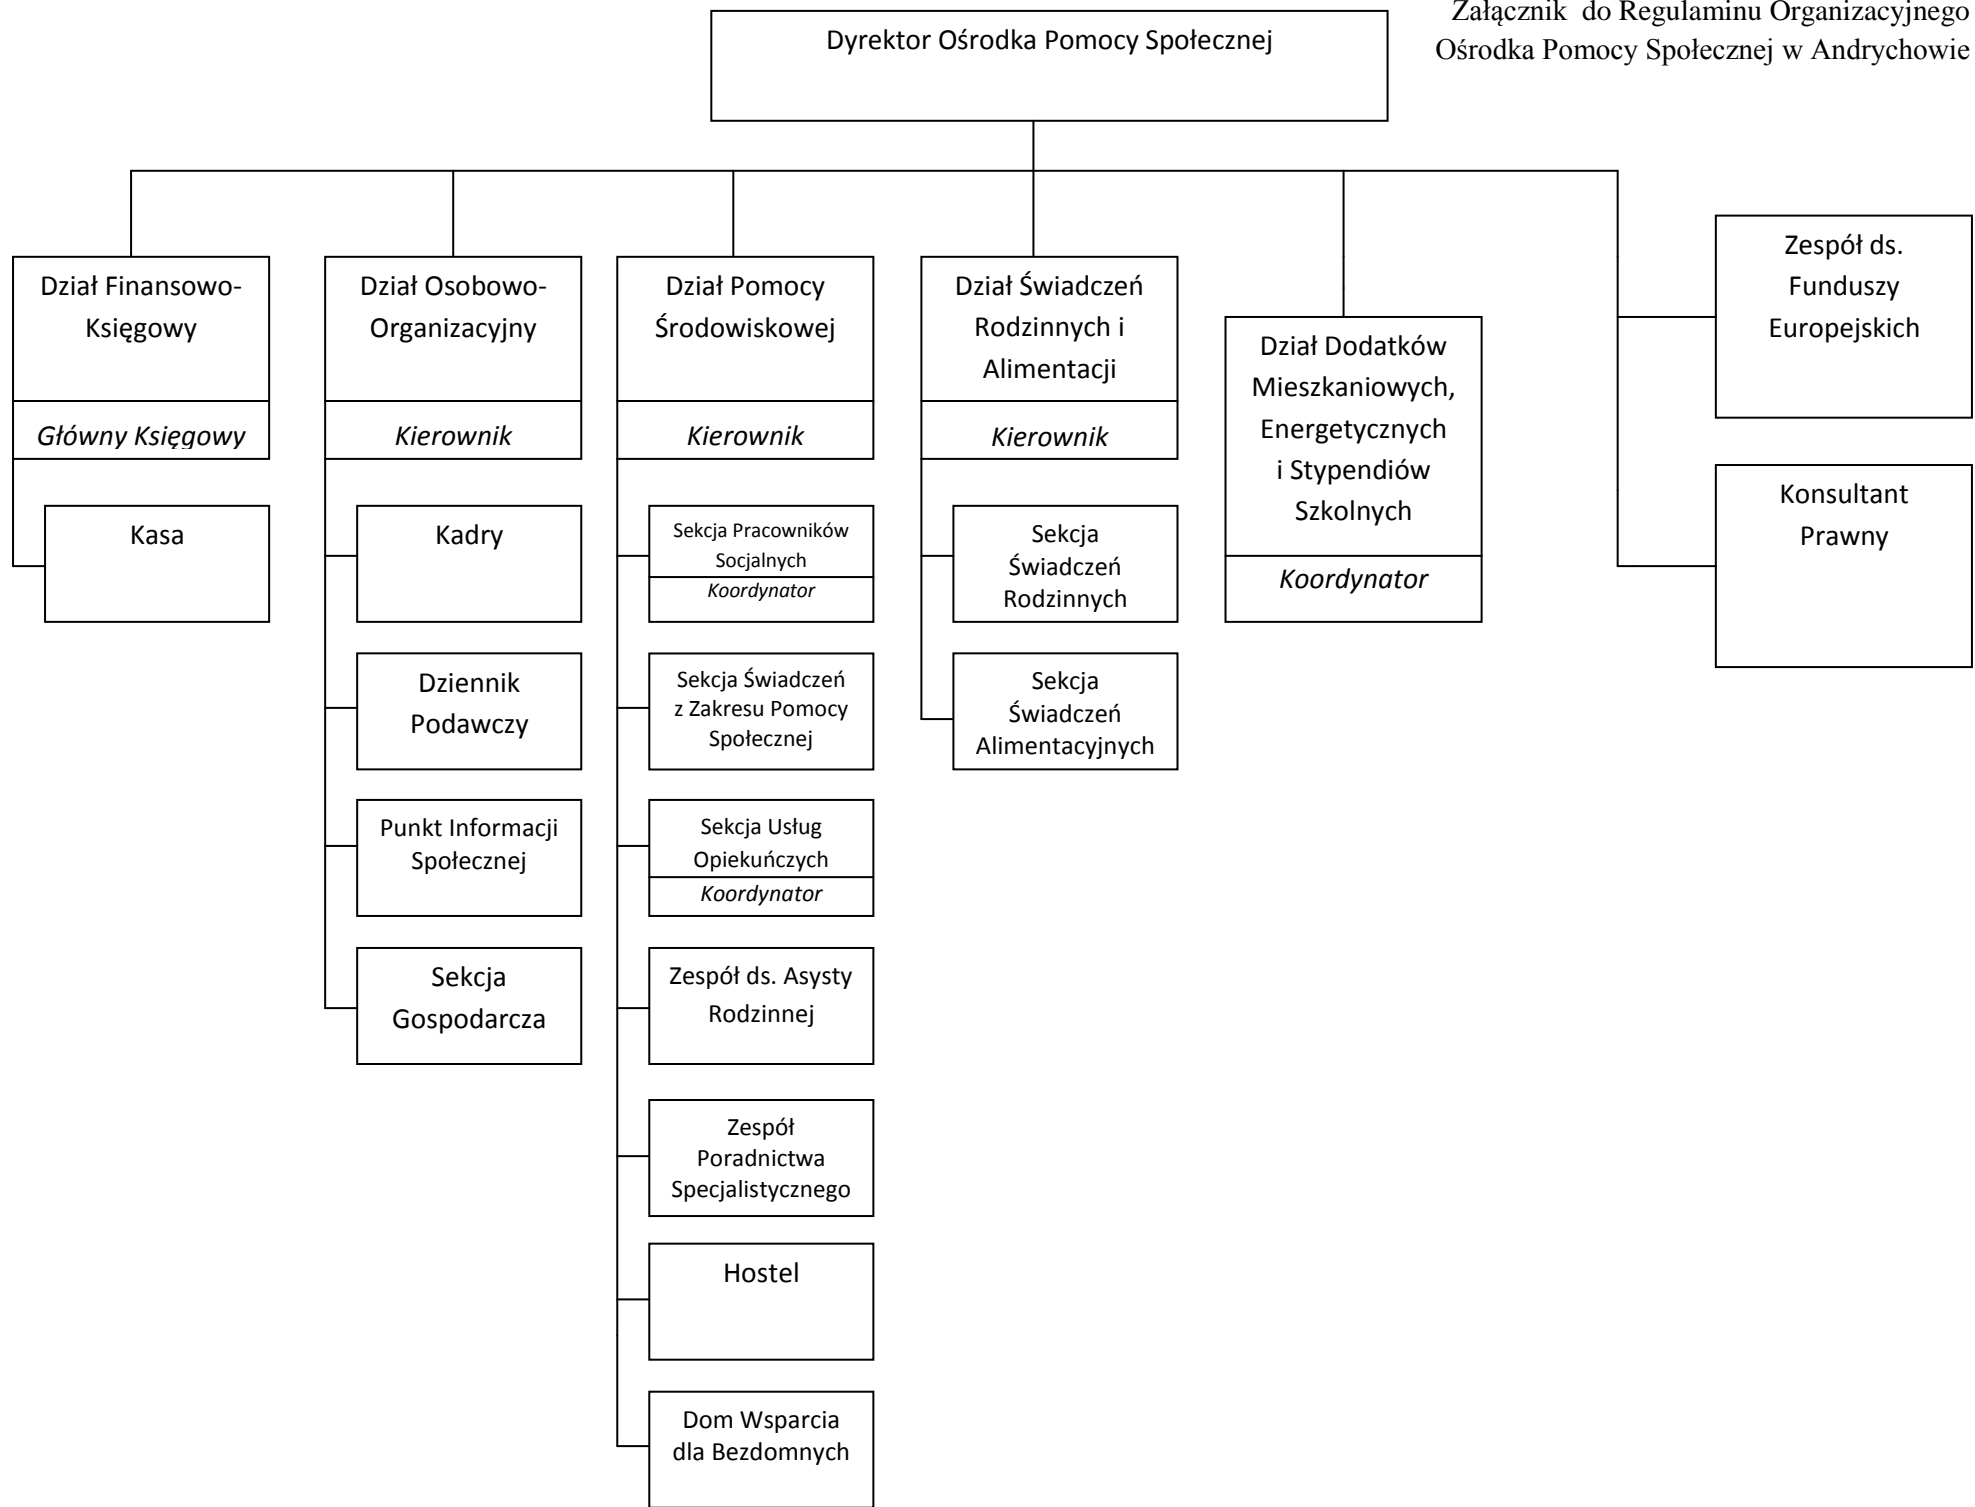 Załącznik do Regulaminu Organizacyjnego
Ośrodka Pomocy Społecznej w Andrychowie
Dyrektor Ośrodka Pomocy Społecznej
Dział Finansowo-
Księgowy
Główny Księgowy
Kasa
Dział Osobowo-
Organizacyjny
Kierownik
Kadry
Dziennik
Podawczy
Punkt Informacji
Społecznej
Sekcja
Gospodarcza
Dział Pomocy
Środowiskowej
Kierownik
Sekcja Pracowników
Socjalnych
Koordynator
Sekcja Świadczeń
z Zakresu Pomocy
Społecznej
Sekcja Usług
Opiekuńczych
Koordynator
Zespół ds. Asysty
Rodzinnej
Zespół
Poradnictwa
Specjalistycznego
Hostel
Dom Wsparcia
dla Bezdomnych
Dział Świadczeń
Rodzinnych i
Alimentacji
Kierownik
Sekcja
Świadczeń
Rodzinnych
Sekcja
Świadczeń
Alimentacyjnych
Dział Dodatków
Mieszkaniowych,
Energetycznych
i Stypendiów
Szkolnych
Koordynator
Zespół ds.
Funduszy
Europejskich
Konsultant
Prawny